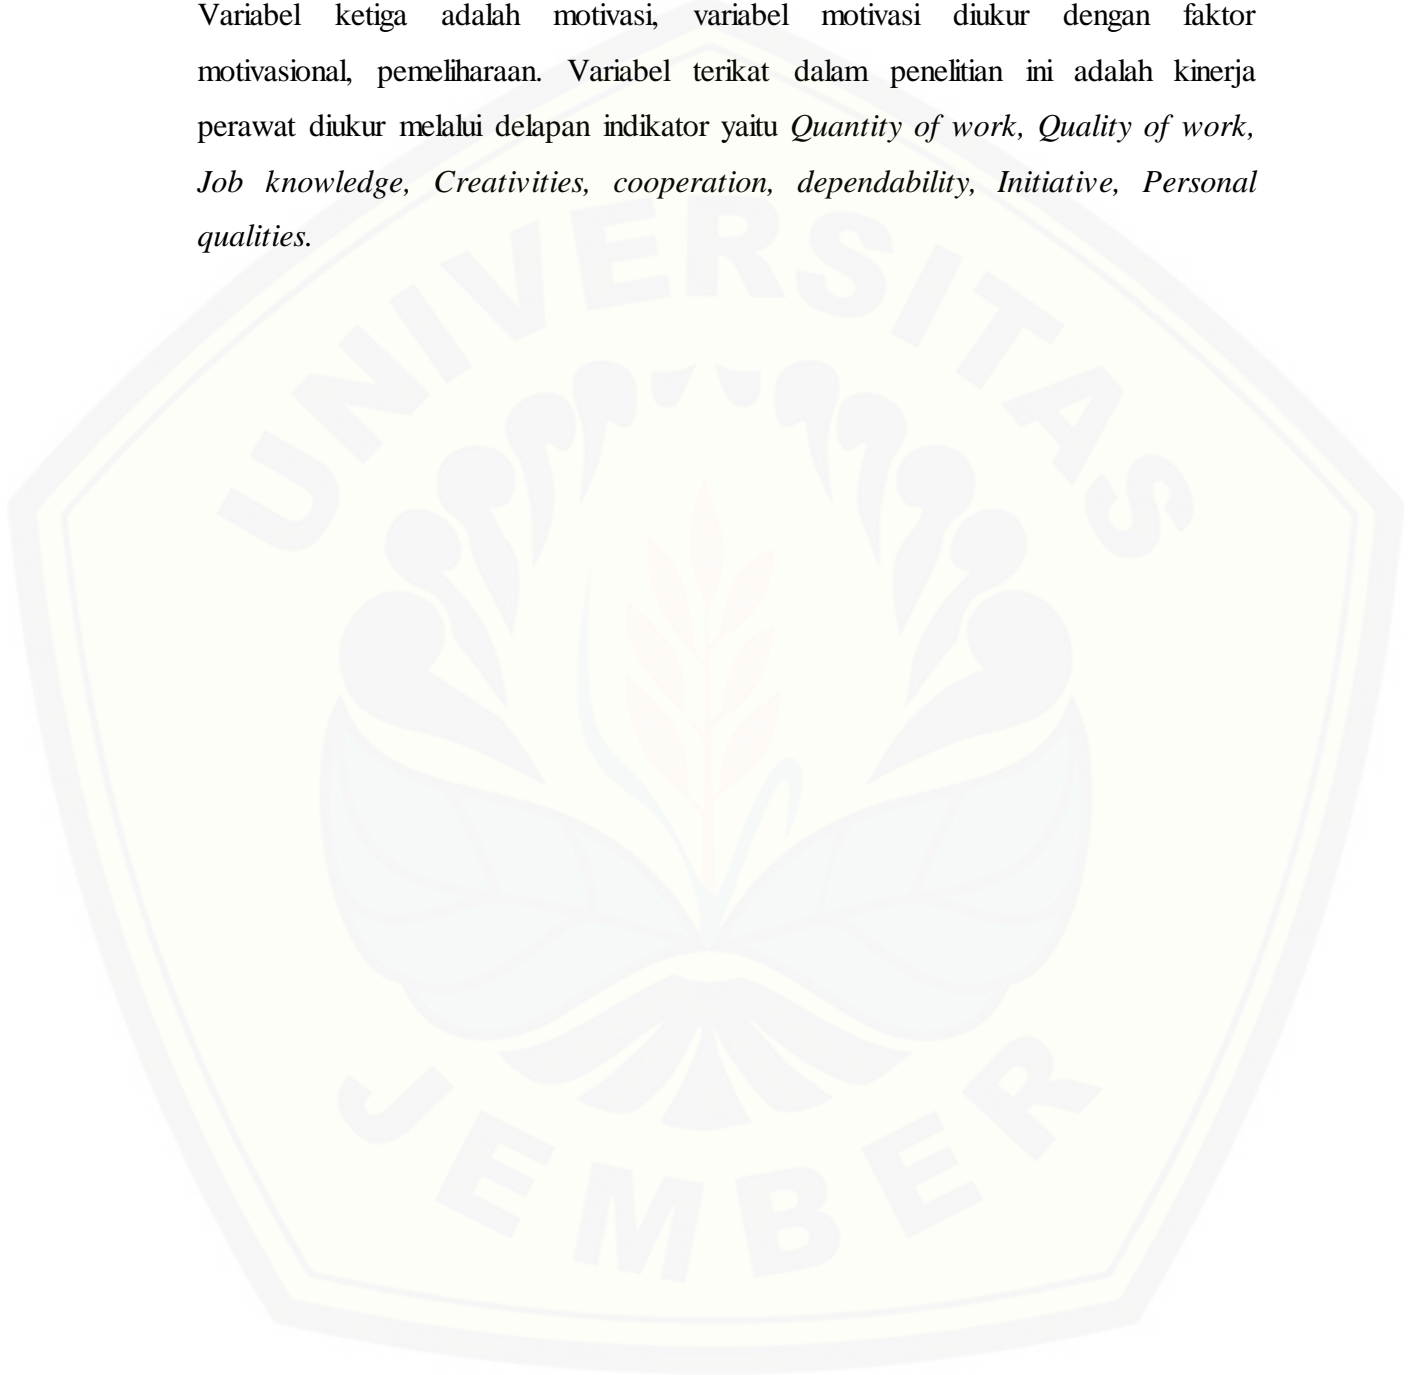 Variabel ketiga adalah motivasi, variabel motivasi diukur dengan faktor
motivasional, pemeliharaan. Variabel terikat dalam penelitian ini adalah kinerja
perawat diukur melalui delapan indikator yaitu Quantity of work, Quality of work,
Job knowledge, Creativities, cooperation, dependability, Initiative, Personal
qualities.
UNIVERSITAS
JEMBER